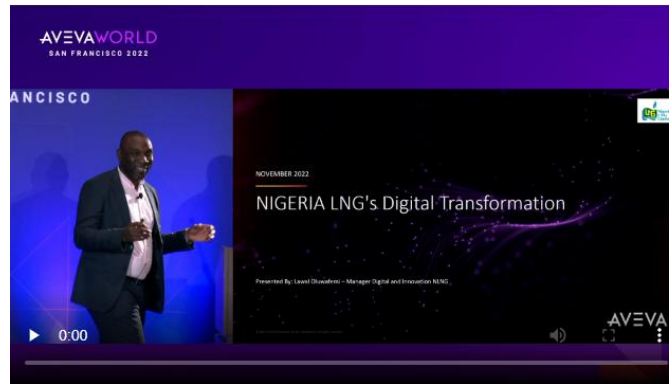 AVEVAWORLD
SAN FRANCISCO 2022
ANCISCO
NOVEMBER 2022
NIGERIA LNG's Digital Transformation
Presented By: Lawal Oluwafemi – Manager Digital and Innovation NLNG
AVEVA
0:00